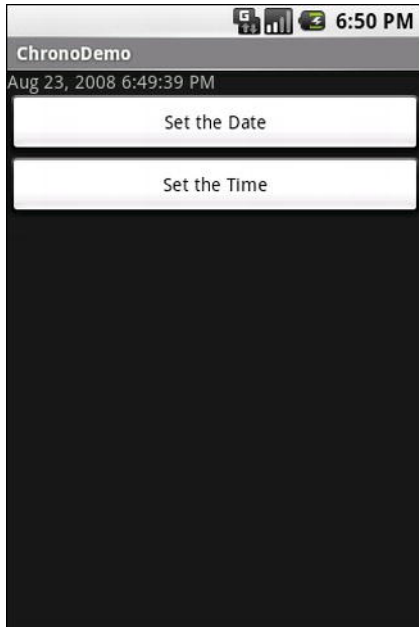 G
6:50 PM
ChronoDemo
Aug 23, 2008 6:49:39 PM
Set the Date
Set the Time